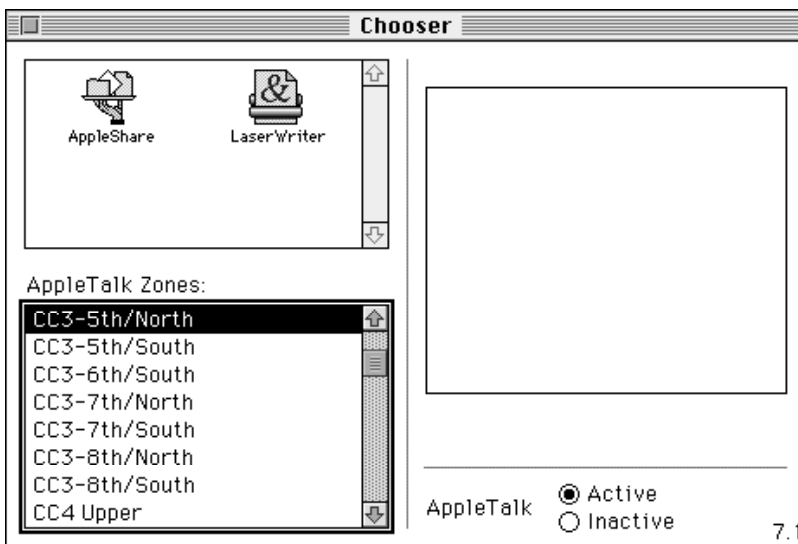 Chooser
AppleShare
LaserWriter
AppleTalk Zones:
CC3-5th/North
CC3-5th/South
CC3-6th/South
CC3-7th/North
CC3-7th/South
CC3-8th/North
CC3-8th/South
CC4 Upper
AppleTalk
Active
Inactive
7.1